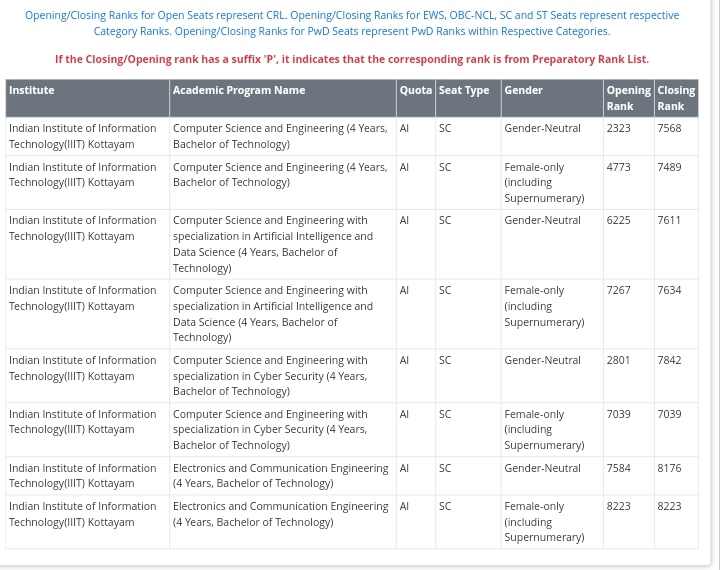 Opening/Closing Ranks for Open Seats represent CRL. Opening/Closing Ranks for EWS, OBC-NCL, SC and ST Seats represent respective
Category Ranks. Opening/Closing Ranks for PwD Seats represent PwD Ranks within Respective Categories.
If the Closing/Opening rank has a suffix 'P', it indicates that the corresponding rank is from Preparatory Rank List.
Institute Academic Program Name Quota Seat Type Gender Opening Closing
Rank Rank
Indian Institute of Information Computer Science and Engineering (4 Years, AI SC Gender-Neutral 2323 7568
Technology(IIIT) Kottayam Bachelor of Technology)
Indian Institute of Information Computer Science and Engineering (4 Years, AI SC Female-only 4773 7489
Technology(IIIT) Kottayam Bachelor of Technology) (including
Supernumerary)
Indian Institute of Information Computer Science and Engineering with AI SC Gender-Neutral 6225 7611
Technology(IIIT) Kottayam specialization in Artificial Intelligence and
Data Science (4 Years, Bachelor of
Technology)
Indian Institute of Information Computer Science and Engineering with AI SC Female-only 7267 7634
Technology(IIIT) Kottayam specialization in Artificial Intelligence and (including
Data Science (4 Years, Bachelor of Supernumerary)
Technology)
Indian Institute of Information Computer Science and Engineering with AI SC Gender-Neutral 2801 7842
Technology(IIIT) Kottayam specialization in Cyber Security (4 Years,
Bachelor of Technology)
Indian Institute of Information Computer Science and Engineering with AI SC Female-only 7039 7039
Technology(IIIT) Kottayam specialization in Cyber Security (4 Years, (including
Bachelor of Technology) Supernumerary)
Indian Institute of Information Electronics and Communication Engineering AI SC Gender-Neutral 7584 8176
Technology(IIIT) Kottayam (4 Years, Bachelor of Technology)
Indian Institute of Information Electronics and Communication Engineering AI SC Female-only 8223 8223
Technology(IIIT) Kottayam (4 Years, Bachelor of Technology) (including
Supernumerary)